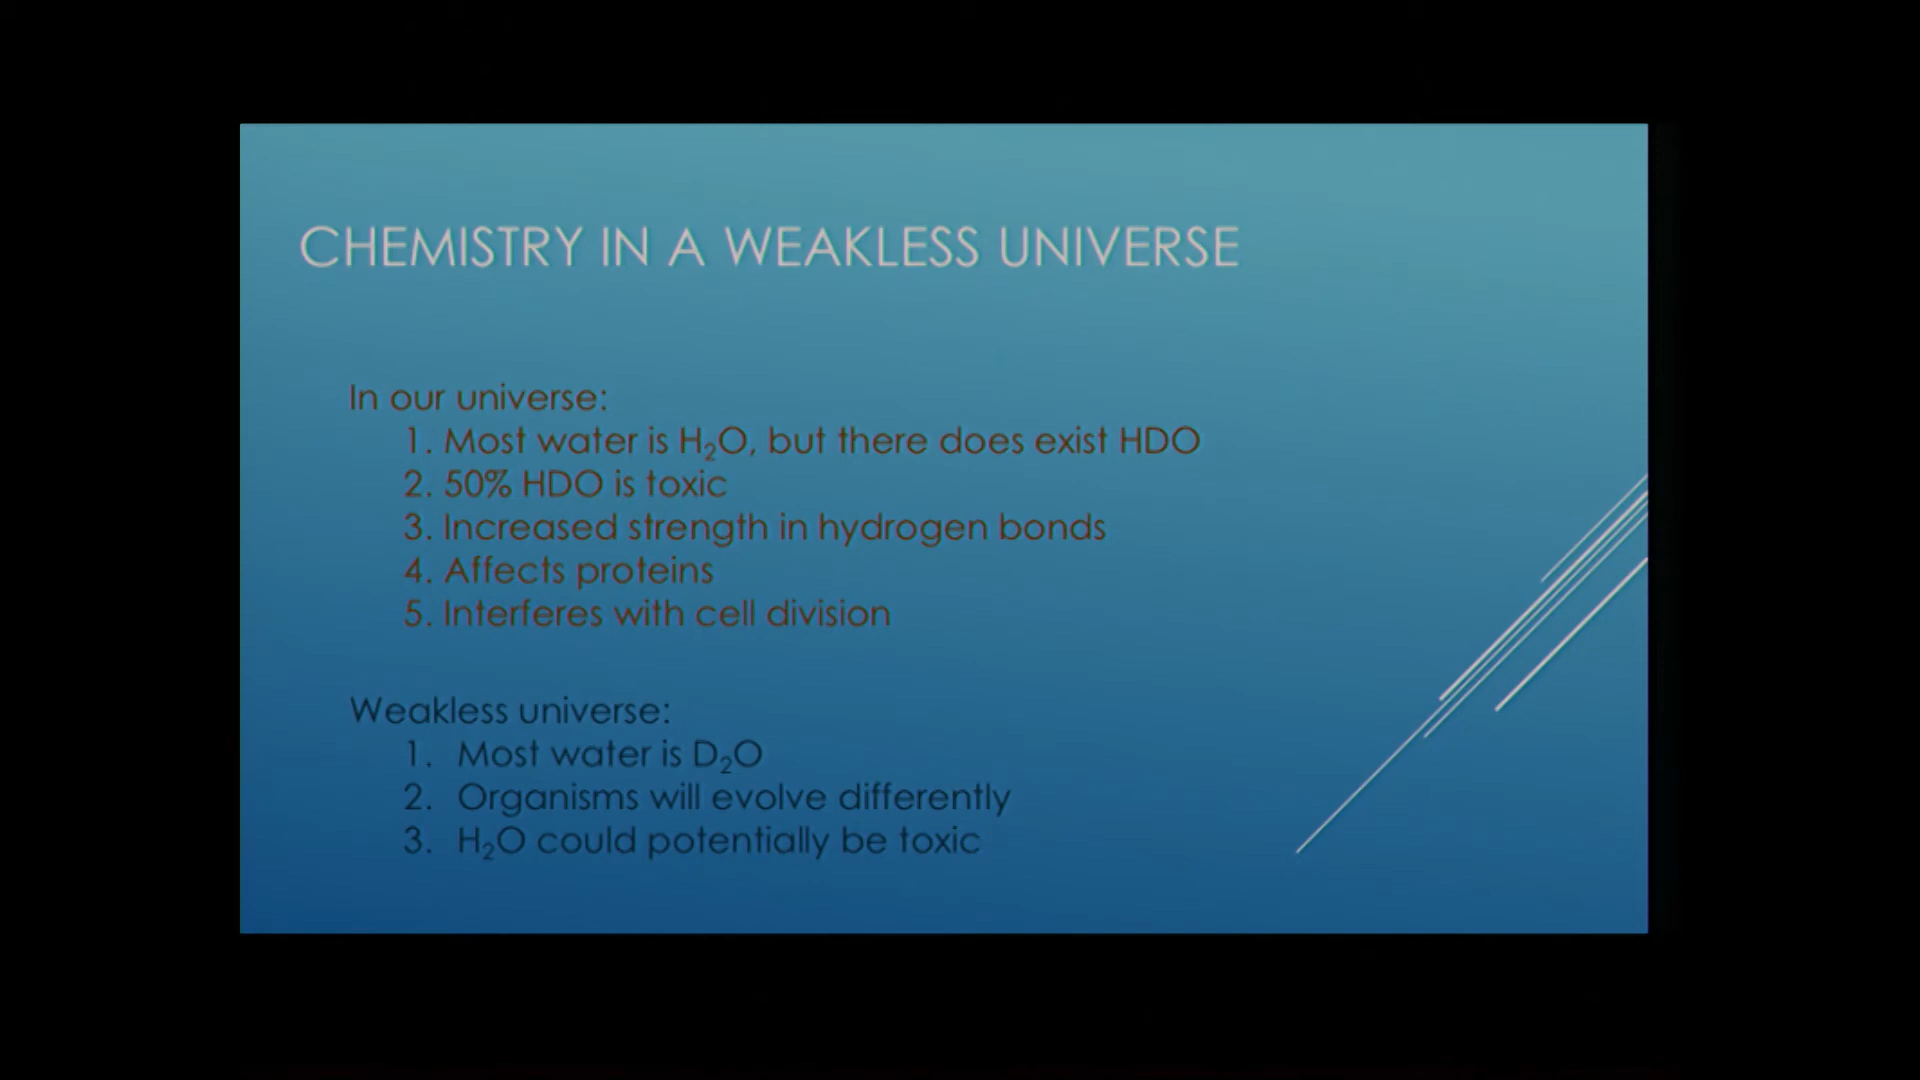 CHEMISTRY IN A WEAKLESS UNIVERSE
In our universe:
1. Most water is H₂O, but there does exist HDO
2. 50% HDO is toxic
3. Increased strength in hydrogen bonds
4. Affects proteins
5. Interferes with cell division
Weakless universe:
1. Most water is D₂O
2. Organisms will evolve differently
3. H₂O could potentially be toxic